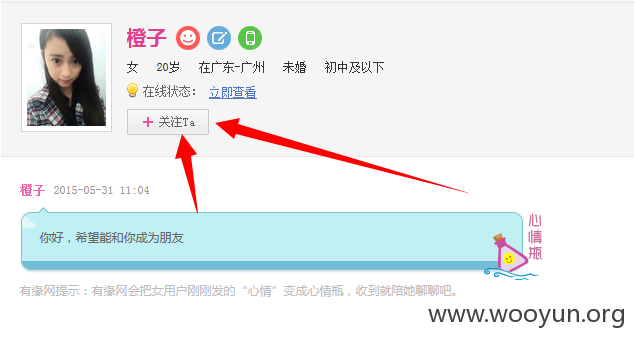 橙子
女 20岁 在广东-广州 未婚 初中及以下
在线状态： 立即查看
+ 关注Ta
橙子 2015-05-31 11:04
你好，希望能和你成为朋友
心情瓶
有缘网提示：有缘网会把女用户刚刚发的“心情”变成心情瓶，收到就陪她聊聊吧。
www.wooyun.org